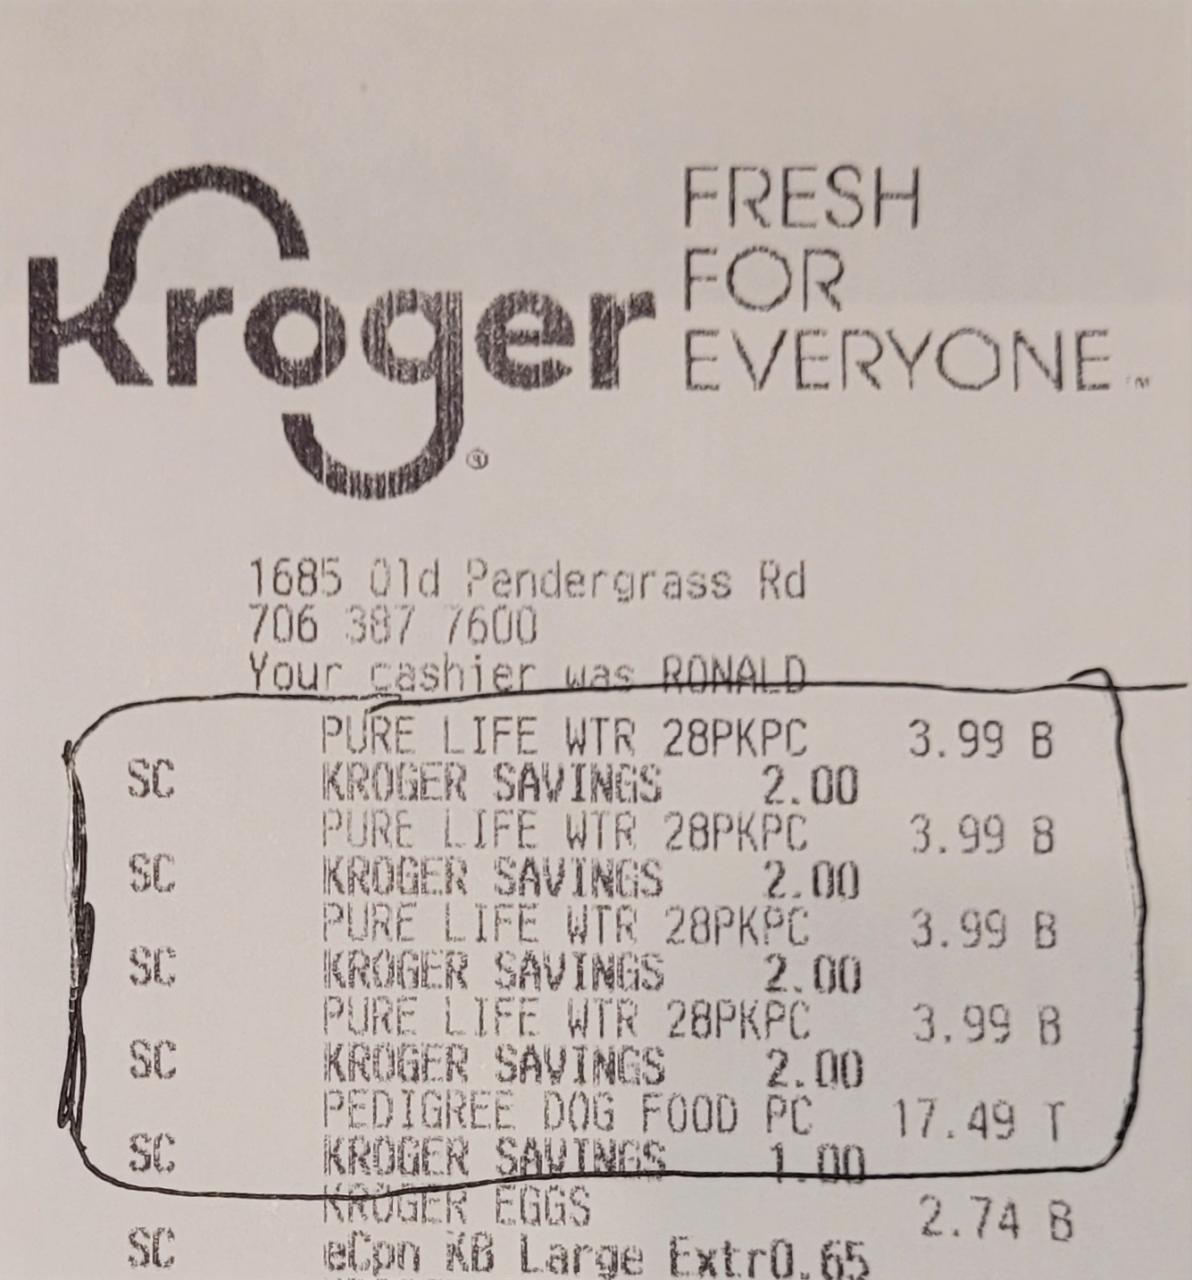 Kroger®
FRESH
FOR
EVERYONE™
1685 Old Pendergrass Rd
706 387 7600
Your cashier was RONALD
PURE LIFE WTR 28PKPC 3.99 B
SC KROGER SAVINGS 2.00
PURE LIFE WTR 28PKPC 3.99 B
SC KROGER SAVINGS 2.00
PURE LIFE WTR 28PKPC 3.99 B
SC KROGER SAVINGS 2.00
PURE LIFE WTR 28PKPC 3.99 B
SC KROGER SAVINGS 2.00
PEDIGREE DOG FOOD PC 17.49 T
SC KROGER SAVINGS 1.00
KROGER EGGS 2.74 B
SC eCpn KB Large Extr0.65